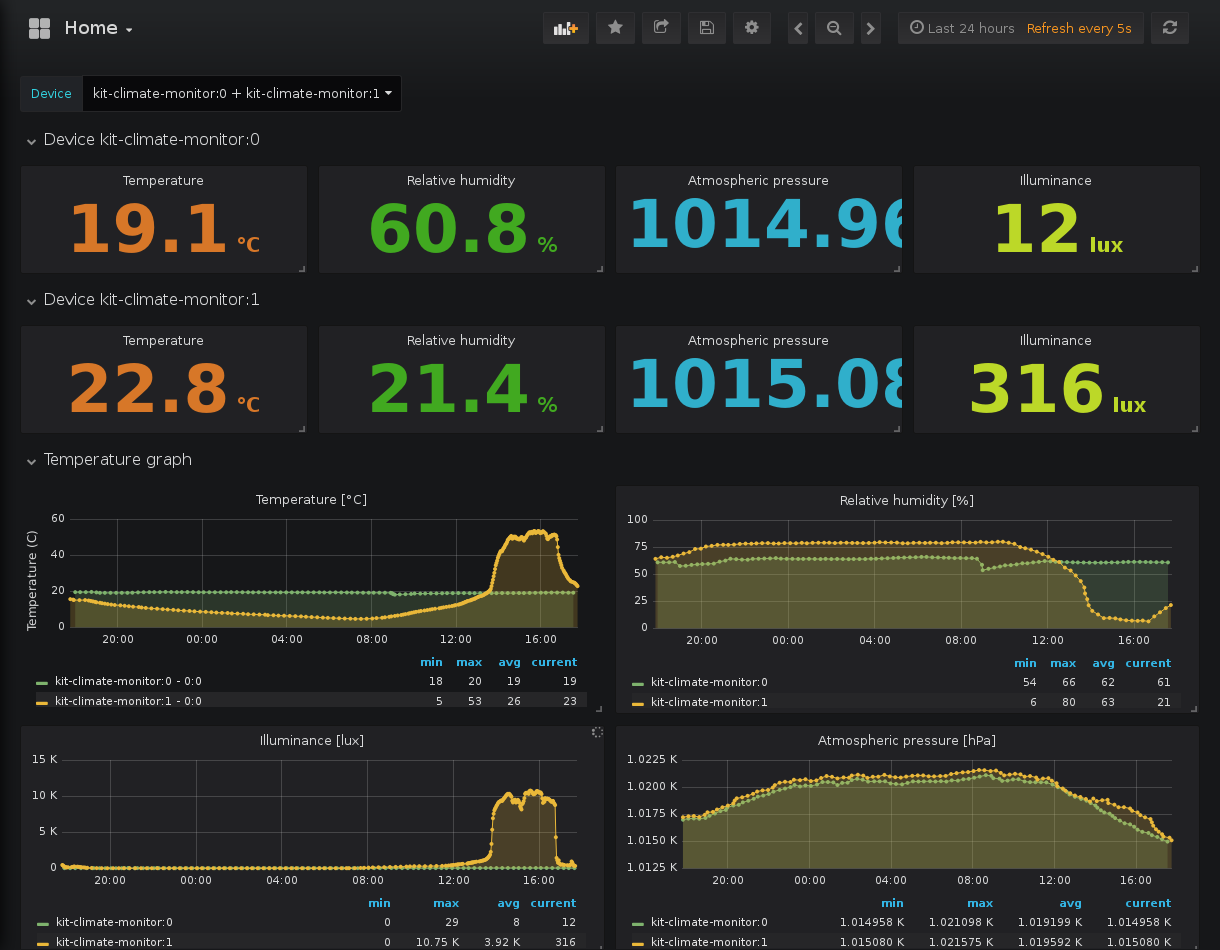 Home
Last 24 hours Refresh every 5s
Device kit-climate-monitor:0 + kit-climate-monitor:1
Device kit-climate-monitor:0
Temperature Relative humidity Atmospheric pressure Illuminance
19.1 °C 60.8 % 1014.96 12 lux
Device kit-climate-monitor:1
Temperature Relative humidity Atmospheric pressure Illuminance
22.8 °C 21.4 % 1015.08 316 lux
Temperature graph
Temperature [°C]
Temperature (C)
60
40
20
0
20:00 00:00 04:00 08:00 12:00 16:00
min max avg current
kit-climate-monitor:0 - 0:0 18 20 19 19
kit-climate-monitor:1 - 0:0 5 53 26 23
Relative humidity [%]
100
75
50
25
0
20:00 00:00 04:00 08:00 12:00 16:00
min max avg current
kit-climate-monitor:0 54 66 62 61
kit-climate-monitor:1 6 80 63 21
Illuminance [lux]
15 K
10 K
5 K
0
20:00 00:00 04:00 08:00 12:00 16:00
min max avg current
kit-climate-monitor:0 0 29 8 12
kit-climate-monitor:1 0 10.75 K 3.92 K 316
Atmospheric pressure [hPa]
1.0225 K
1.0200 K
1.0175 K
1.0150 K
1.0125 K
20:00 00:00 04:00 08:00 12:00 16:00
min max avg current
kit-climate-monitor:0 1.014958 K 1.021098 K 1.019199 K 1.014958 K
kit-climate-monitor:1 1.015080 K 1.021575 K 1.019592 K 1.015080 K